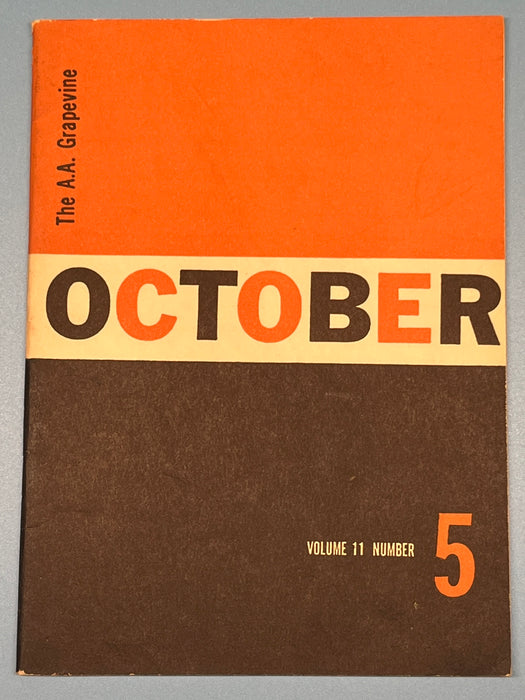 The A.A. Grapevine
OCTOBER
VOLUME 11 NUMBER 5